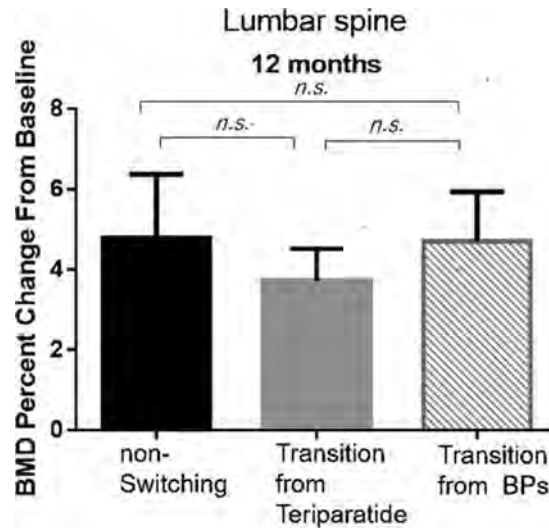 Lumbar spine
12 months
n.s.
n.s.
n.s.
BMD Percent Change From Baseline
8
6
4
2
0
non-
Switching
Transition
from
Teriparatide
Transition
from BPs